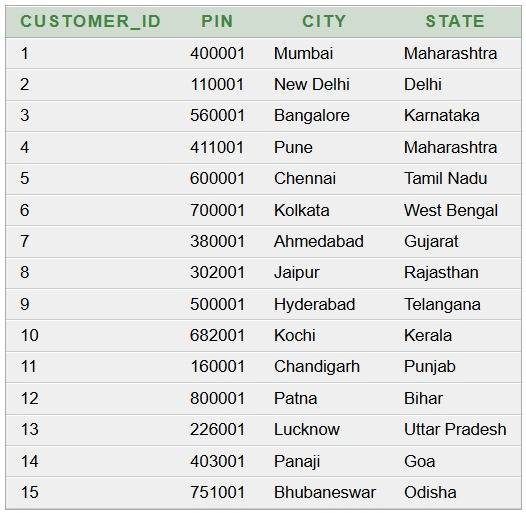 CUSTOMER_ID PIN CITY STATE
1 400001 Mumbai Maharashtra
2 110001 New Delhi Delhi
3 560001 Bangalore Karnataka
4 411001 Pune Maharashtra
5 600001 Chennai Tamil Nadu
6 700001 Kolkata West Bengal
7 380001 Ahmedabad Gujarat
8 302001 Jaipur Rajasthan
9 500001 Hyderabad Telangana
10 682001 Kochi Kerala
11 160001 Chandigarh Punjab
12 800001 Patna Bihar
13 226001 Lucknow Uttar Pradesh
14 403001 Panaji Goa
15 751001 Bhubaneswar Odisha